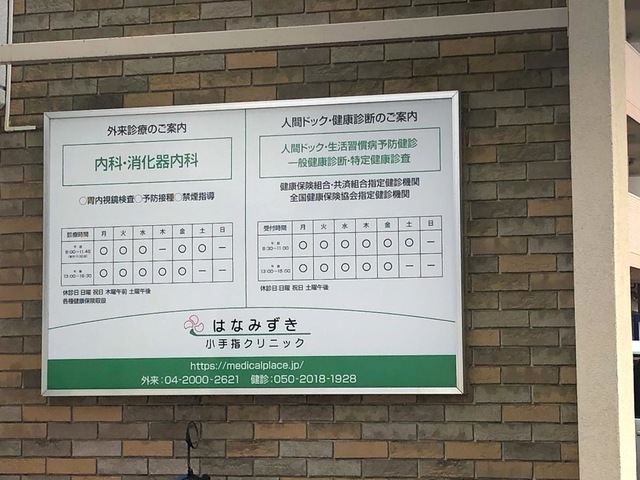 外来診療のご案内
内科・消化器内科
○胃内視鏡検査○予防接種○禁煙指導
診療時間 月 火 水 木 金 土 日
午前 9:00〜11:45 ○ ○ ○ － ○ ○ －
午後 13:00〜16:30 ○ ○ ○ ○ ○ － －
休診日 日曜 祝日 木曜午前 土曜午後
各種健康保険取扱
人間ドック・健康診断のご案内
人間ドック・生活習慣病予防健診
一般健康診断・特定健康診査
健康保険組合・共済組合指定健診機関
全国健康保険協会指定健診機関
受付時間 月 火 水 木 金 土 日
午前 8:30〜11:00 ○ ○ ○ ○ ○ ○ －
午後 13:00〜16:00 ○ ○ ○ ○ ○ － －
休診日 日曜 祝日 土曜午後
はなみずき
小手指クリニック
https://medicalplace.jp/
外来：04-2000-2621 健診：050-2018-1928